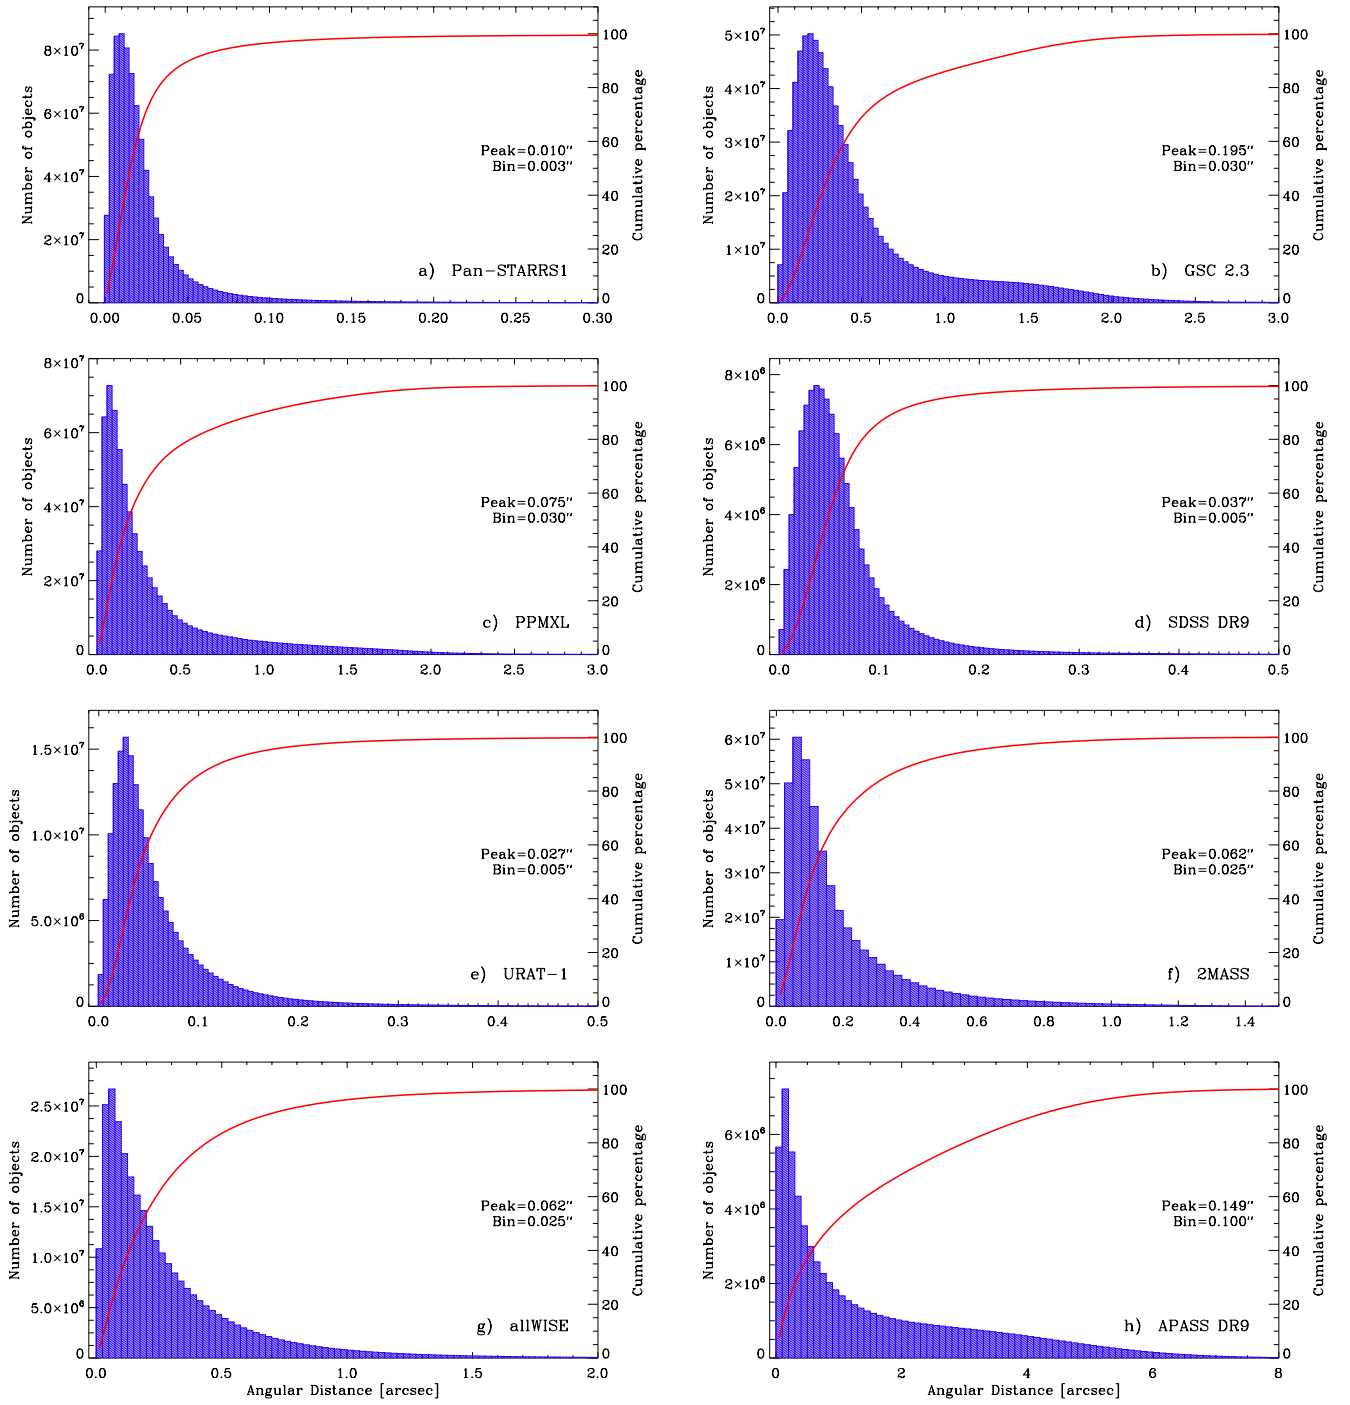 Number of objects
8×10⁷
6×10⁷
4×10⁷
2×10⁷
0
100
80
60
40
20
0
Cumulative percentage
Peak=0.010"
Bin=0.003"
a) Pan-STARRS1
0.00 0.05 0.10 0.15 0.20 0.25 0.30
Number of objects
5×10⁷
4×10⁷
3×10⁷
2×10⁷
1×10⁷
0
100
80
60
40
20
0
Cumulative percentage
Peak=0.195"
Bin=0.030"
b) GSC 2.3
0.0 0.5 1.0 1.5 2.0 2.5 3.0
Number of objects
8×10⁷
6×10⁷
4×10⁷
2×10⁷
0
100
80
60
40
20
0
Cumulative percentage
Peak=0.075"
Bin=0.030"
c) PPMXL
0.0 0.5 1.0 1.5 2.0 2.5 3.0
Number of objects
8×10⁶
6×10⁶
4×10⁶
2×10⁶
0
100
80
60
40
20
0
Cumulative percentage
Peak=0.037"
Bin=0.005"
d) SDSS DR9
0.0 0.1 0.2 0.3 0.4 0.5
Number of objects
1.5×10⁷
1.0×10⁷
5.0×10⁶
0
100
80
60
40
20
0
Cumulative percentage
Peak=0.027"
Bin=0.005"
e) URAT-1
0.0 0.1 0.2 0.3 0.4 0.5
Number of objects
6×10⁷
5×10⁷
4×10⁷
3×10⁷
2×10⁷
1×10⁷
0
100
80
60
40
20
0
Cumulative percentage
Peak=0.062"
Bin=0.025"
f) 2MASS
0.0 0.2 0.4 0.6 0.8 1.0 1.2 1.4
Number of objects
2.5×10⁷
2.0×10⁷
1.5×10⁷
1.0×10⁷
5.0×10⁶
0
100
80
60
40
20
0
Cumulative percentage
Peak=0.062"
Bin=0.025"
g) allWISE
0.0 0.5 1.0 1.5 2.0
Angular Distance [arcsec]
Number of objects
6×10⁶
4×10⁶
2×10⁶
0
100
80
60
40
20
0
Cumulative percentage
Peak=0.149"
Bin=0.100"
h) APASS DR9
0 2 4 6 8
Angular Distance [arcsec]